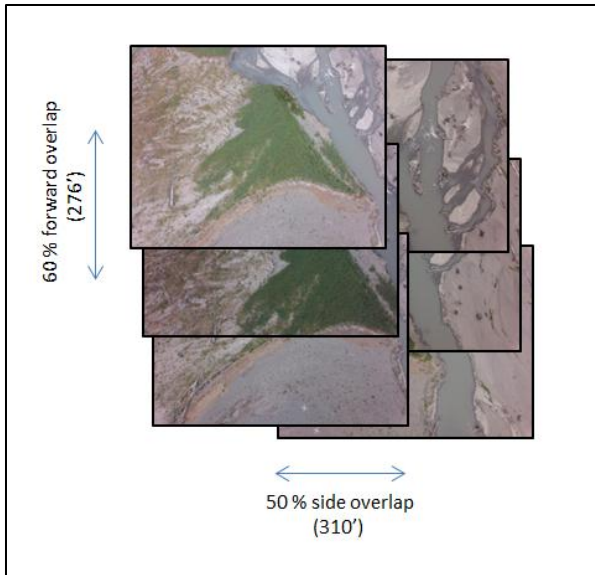 60 % forward overlap
(276')
50 % side overlap
(310')